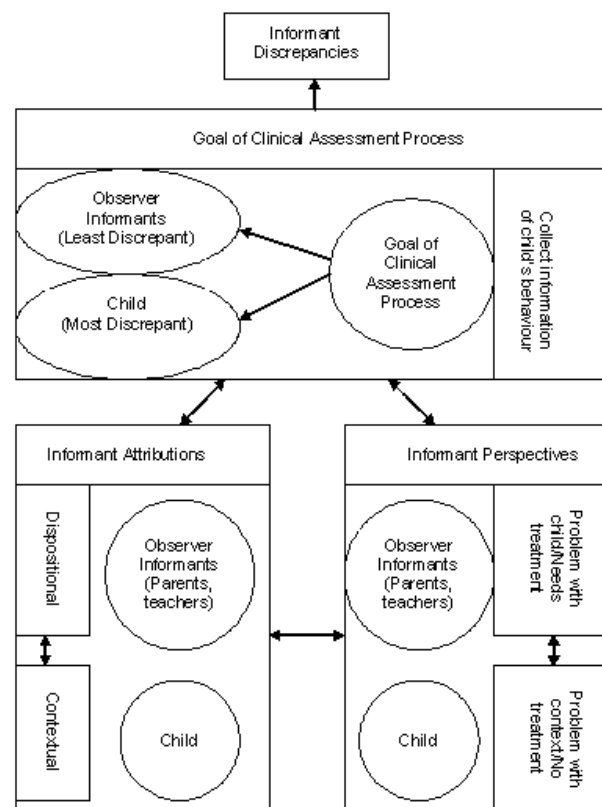 Informant
Discrepancies
Goal of Clinical Assessment Process
Observer
Informants
(Least Discrepant)
Child
(Most Discrepant)
Goal of
Clinical
Assessment
Process
Collect information
of child's behaviour
Informant Attributions
Dispositional
Observer
Informants
(Parents,
teachers)
Contextual
Child
Informant Perspectives
Observer
Informants
(Parents,
teachers)
Problem with
child/Needs
treatment
Child
Problem with
context/No
treatment